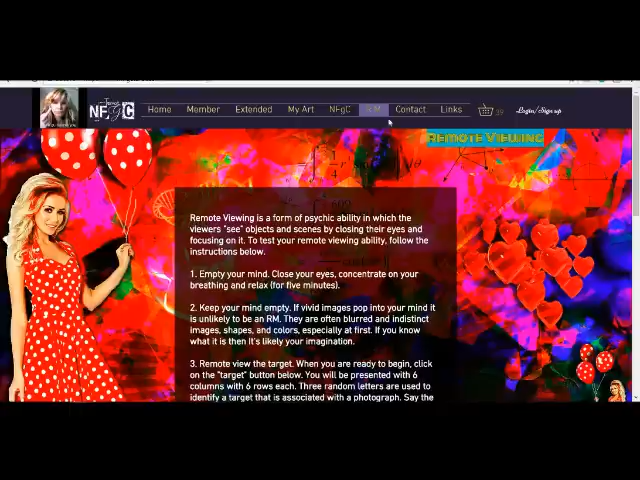 Home Member Extended My Art NFgC Contact Links 39 Login/Sign up
NF G C
REMOTE VIEWING
Remote Viewing is a form of psychic ability in which the
viewers "see" objects and scenes by closing their eyes and
focusing on it. To test your remote viewing ability, follow the
instructions below.
1. Empty your mind. Close your eyes, concentrate on your
breathing and relax (for five minutes).
2. Keep your mind empty. If vivid images pop into your mind it
is unlikely to be an RM. They are often blurred and indistinct
images, shapes, and colors, especially at first. If you know
what it is then It's likely your imagination.
3. Remote view the target. When you are ready to begin, click
on the "target" button below. You will be presented with 6
columns with 6 rows each. Three random letters are used to
identify a target that is associated with a photograph. Say the